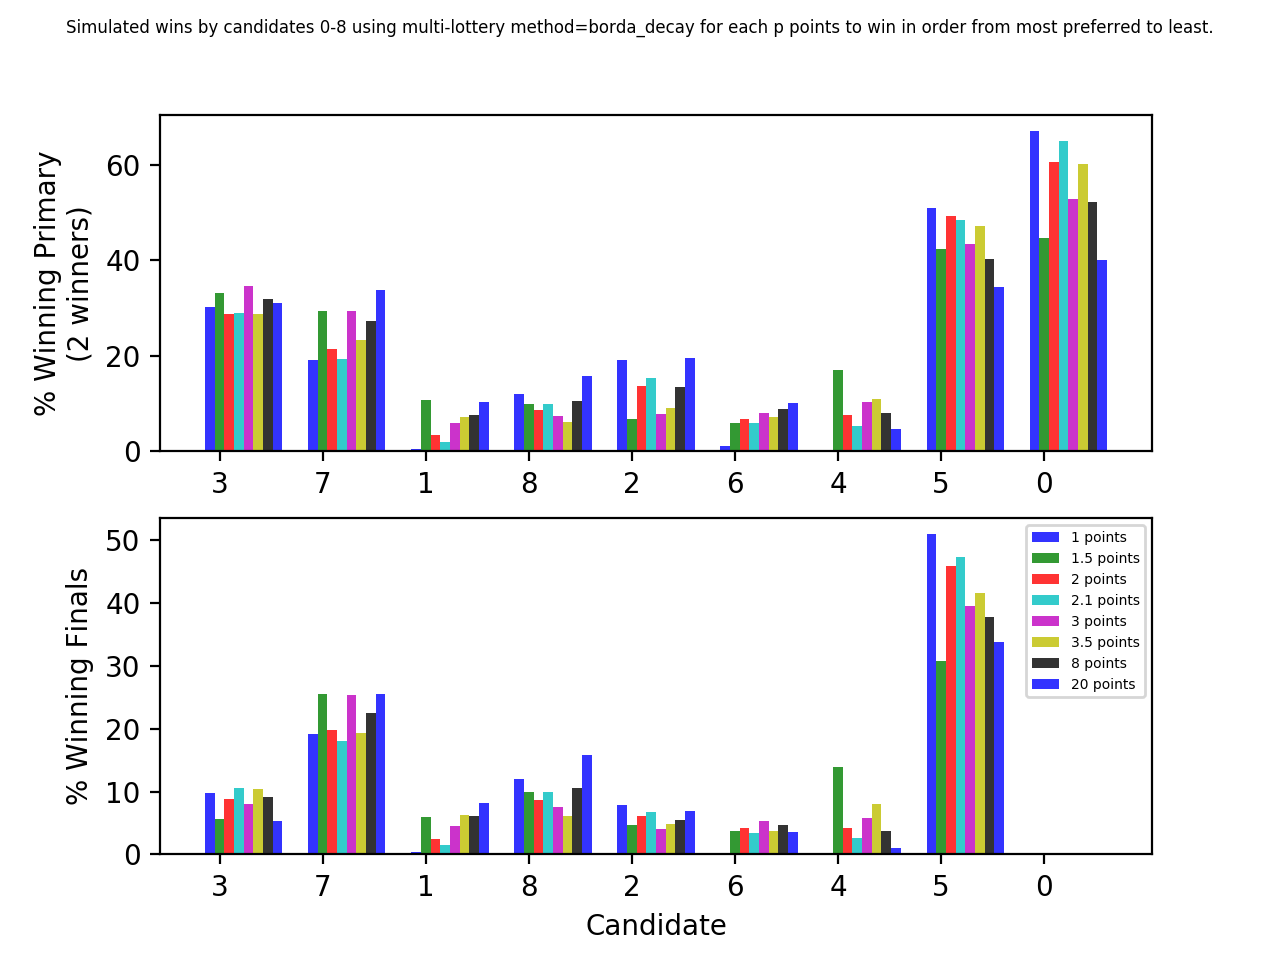 Simulated wins by candidates 0-8 using multi-lottery method=borda_decay for each p points to win in order from most preferred to least.
% Winning Primary
(2 winners)
60
40
20
0
3 7 1 8 2 6 4 5 0
% Winning Finals
50
40
30
20
10
0
1 points
1.5 points
2 points
2.1 points
3 points
3.5 points
8 points
20 points
3 7 1 8 2 6 4 5 0
Candidate